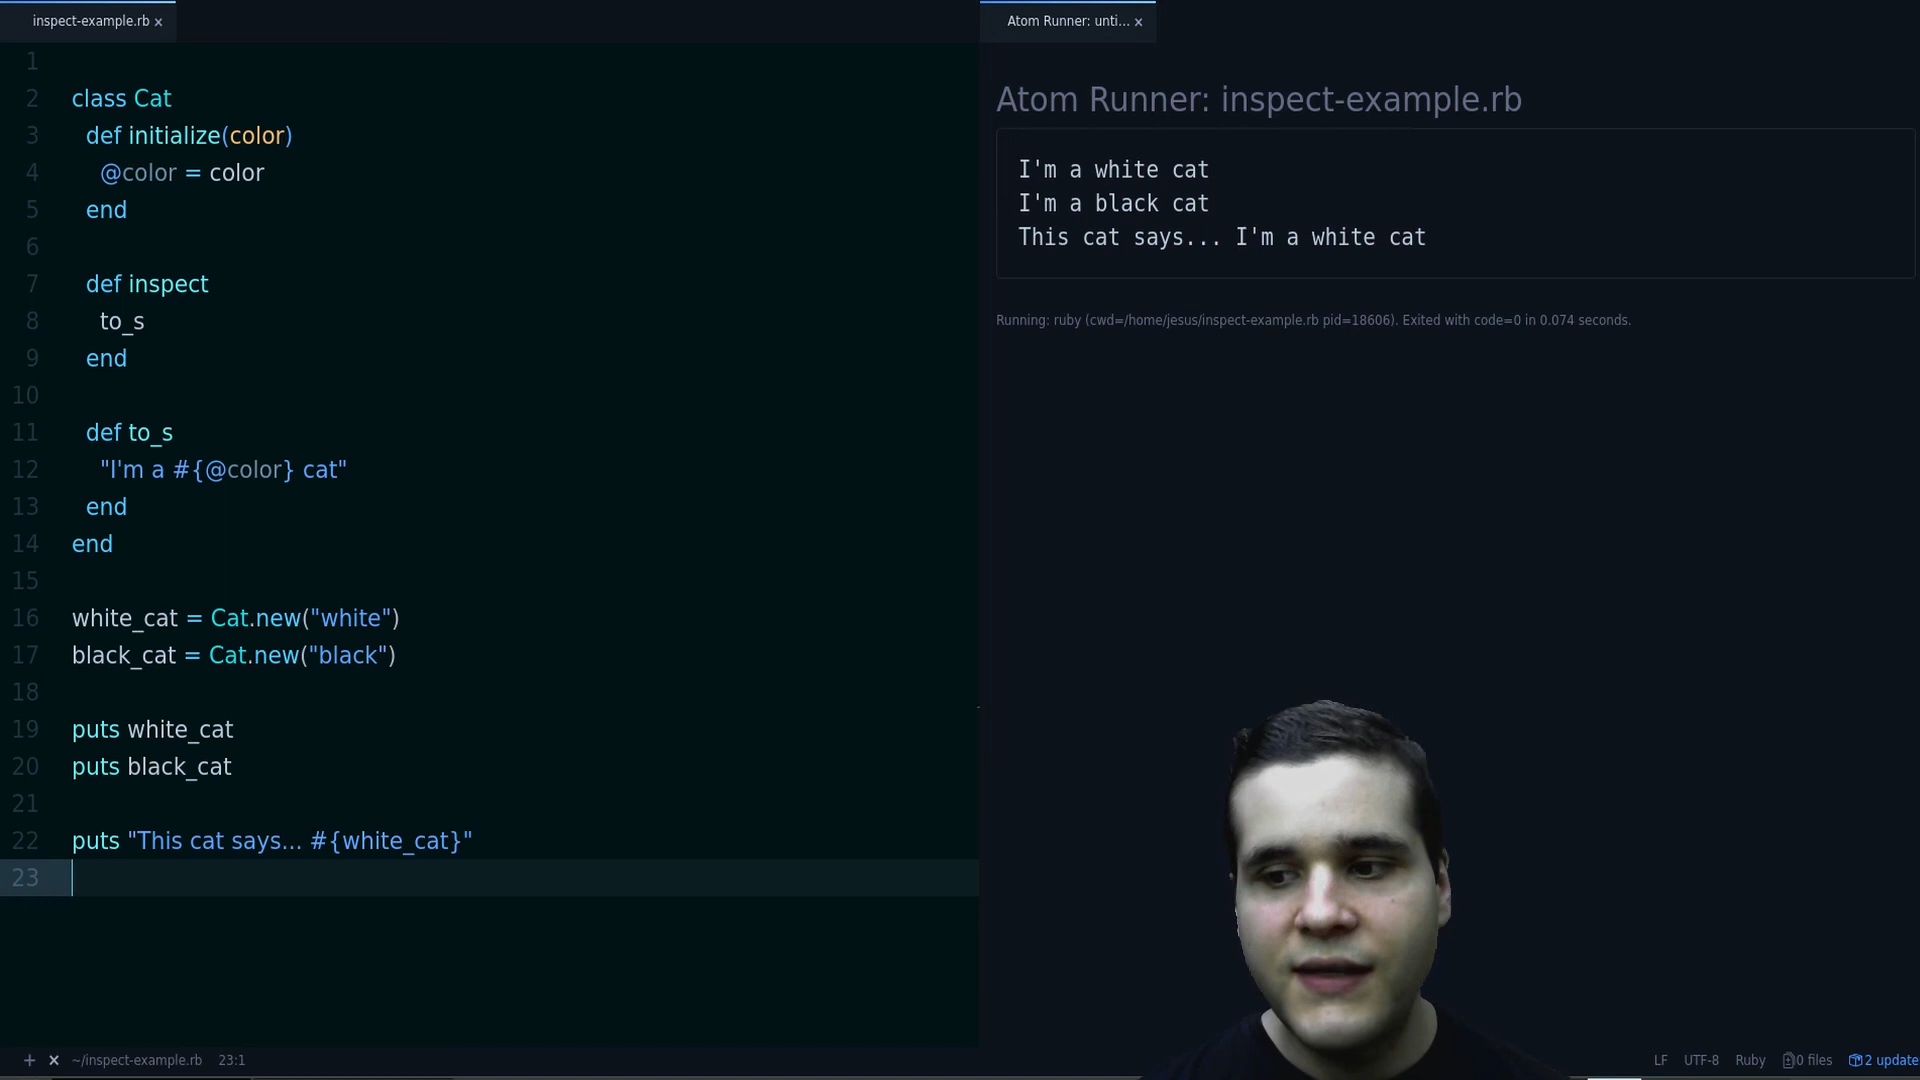 inspect-example.rb ×
Atom Runner: unti... ×
1
2 class Cat
3 def initialize(color)
4 @color = color
5 end
6
7 def inspect
8 to_s
9 end
10
11 def to_s
12 "I'm a #{@color} cat"
13 end
14 end
15
16 white_cat = Cat.new("white")
17 black_cat = Cat.new("black")
18
19 puts white_cat
20 puts black_cat
21
22 puts "This cat says... #{white_cat}"
23
Atom Runner: inspect-example.rb
I'm a white cat
I'm a black cat
This cat says... I'm a white cat
Running: ruby (cwd=/home/jesus/inspect-example.rb pid=18606). Exited with code=0 in 0.074 seconds.
~/inspect-example.rb 23:1
LF UTF-8 Ruby 0 files 2 update